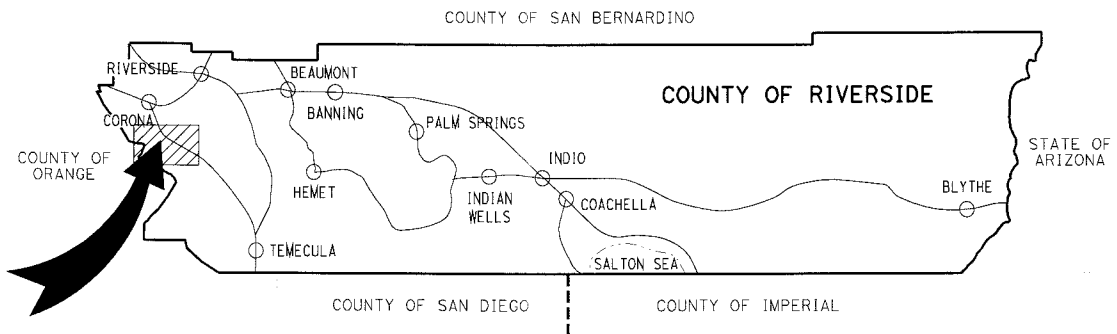 COUNTY OF SAN BERNARDINO
RIVERSIDE
BEAUMONT
COUNTY OF RIVERSIDE
BANNING
CORONA
PALM SPRINGS
COUNTY OF
ORANGE
STATE OF
ARIZONA
HEMET
INDIO
INDIAN
WELLS
COACHELLA
BLYTHE
TEMECULA
SALTON SEA
COUNTY OF SAN DIEGO
COUNTY OF IMPERIAL